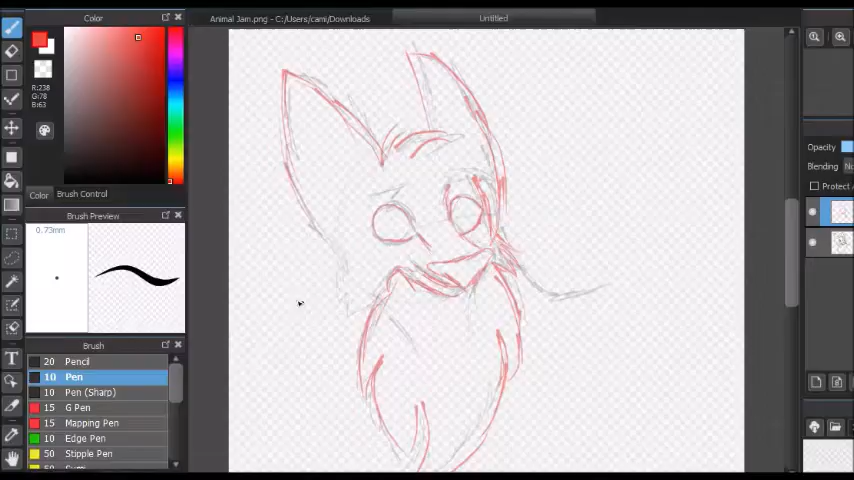 Color
Animal Jam.png - C:/Users/cami/Downloads
Untitled
R:238
G:78
B:63
Color
Brush Control
Brush Preview
0.73mm
Brush
20 Pencil
10 Pen
10 Pen (Sharp)
15 G Pen
15 Mapping Pen
10 Edge Pen
50 Stipple Pen
50 Sumi
Opacity
Blending
Protect